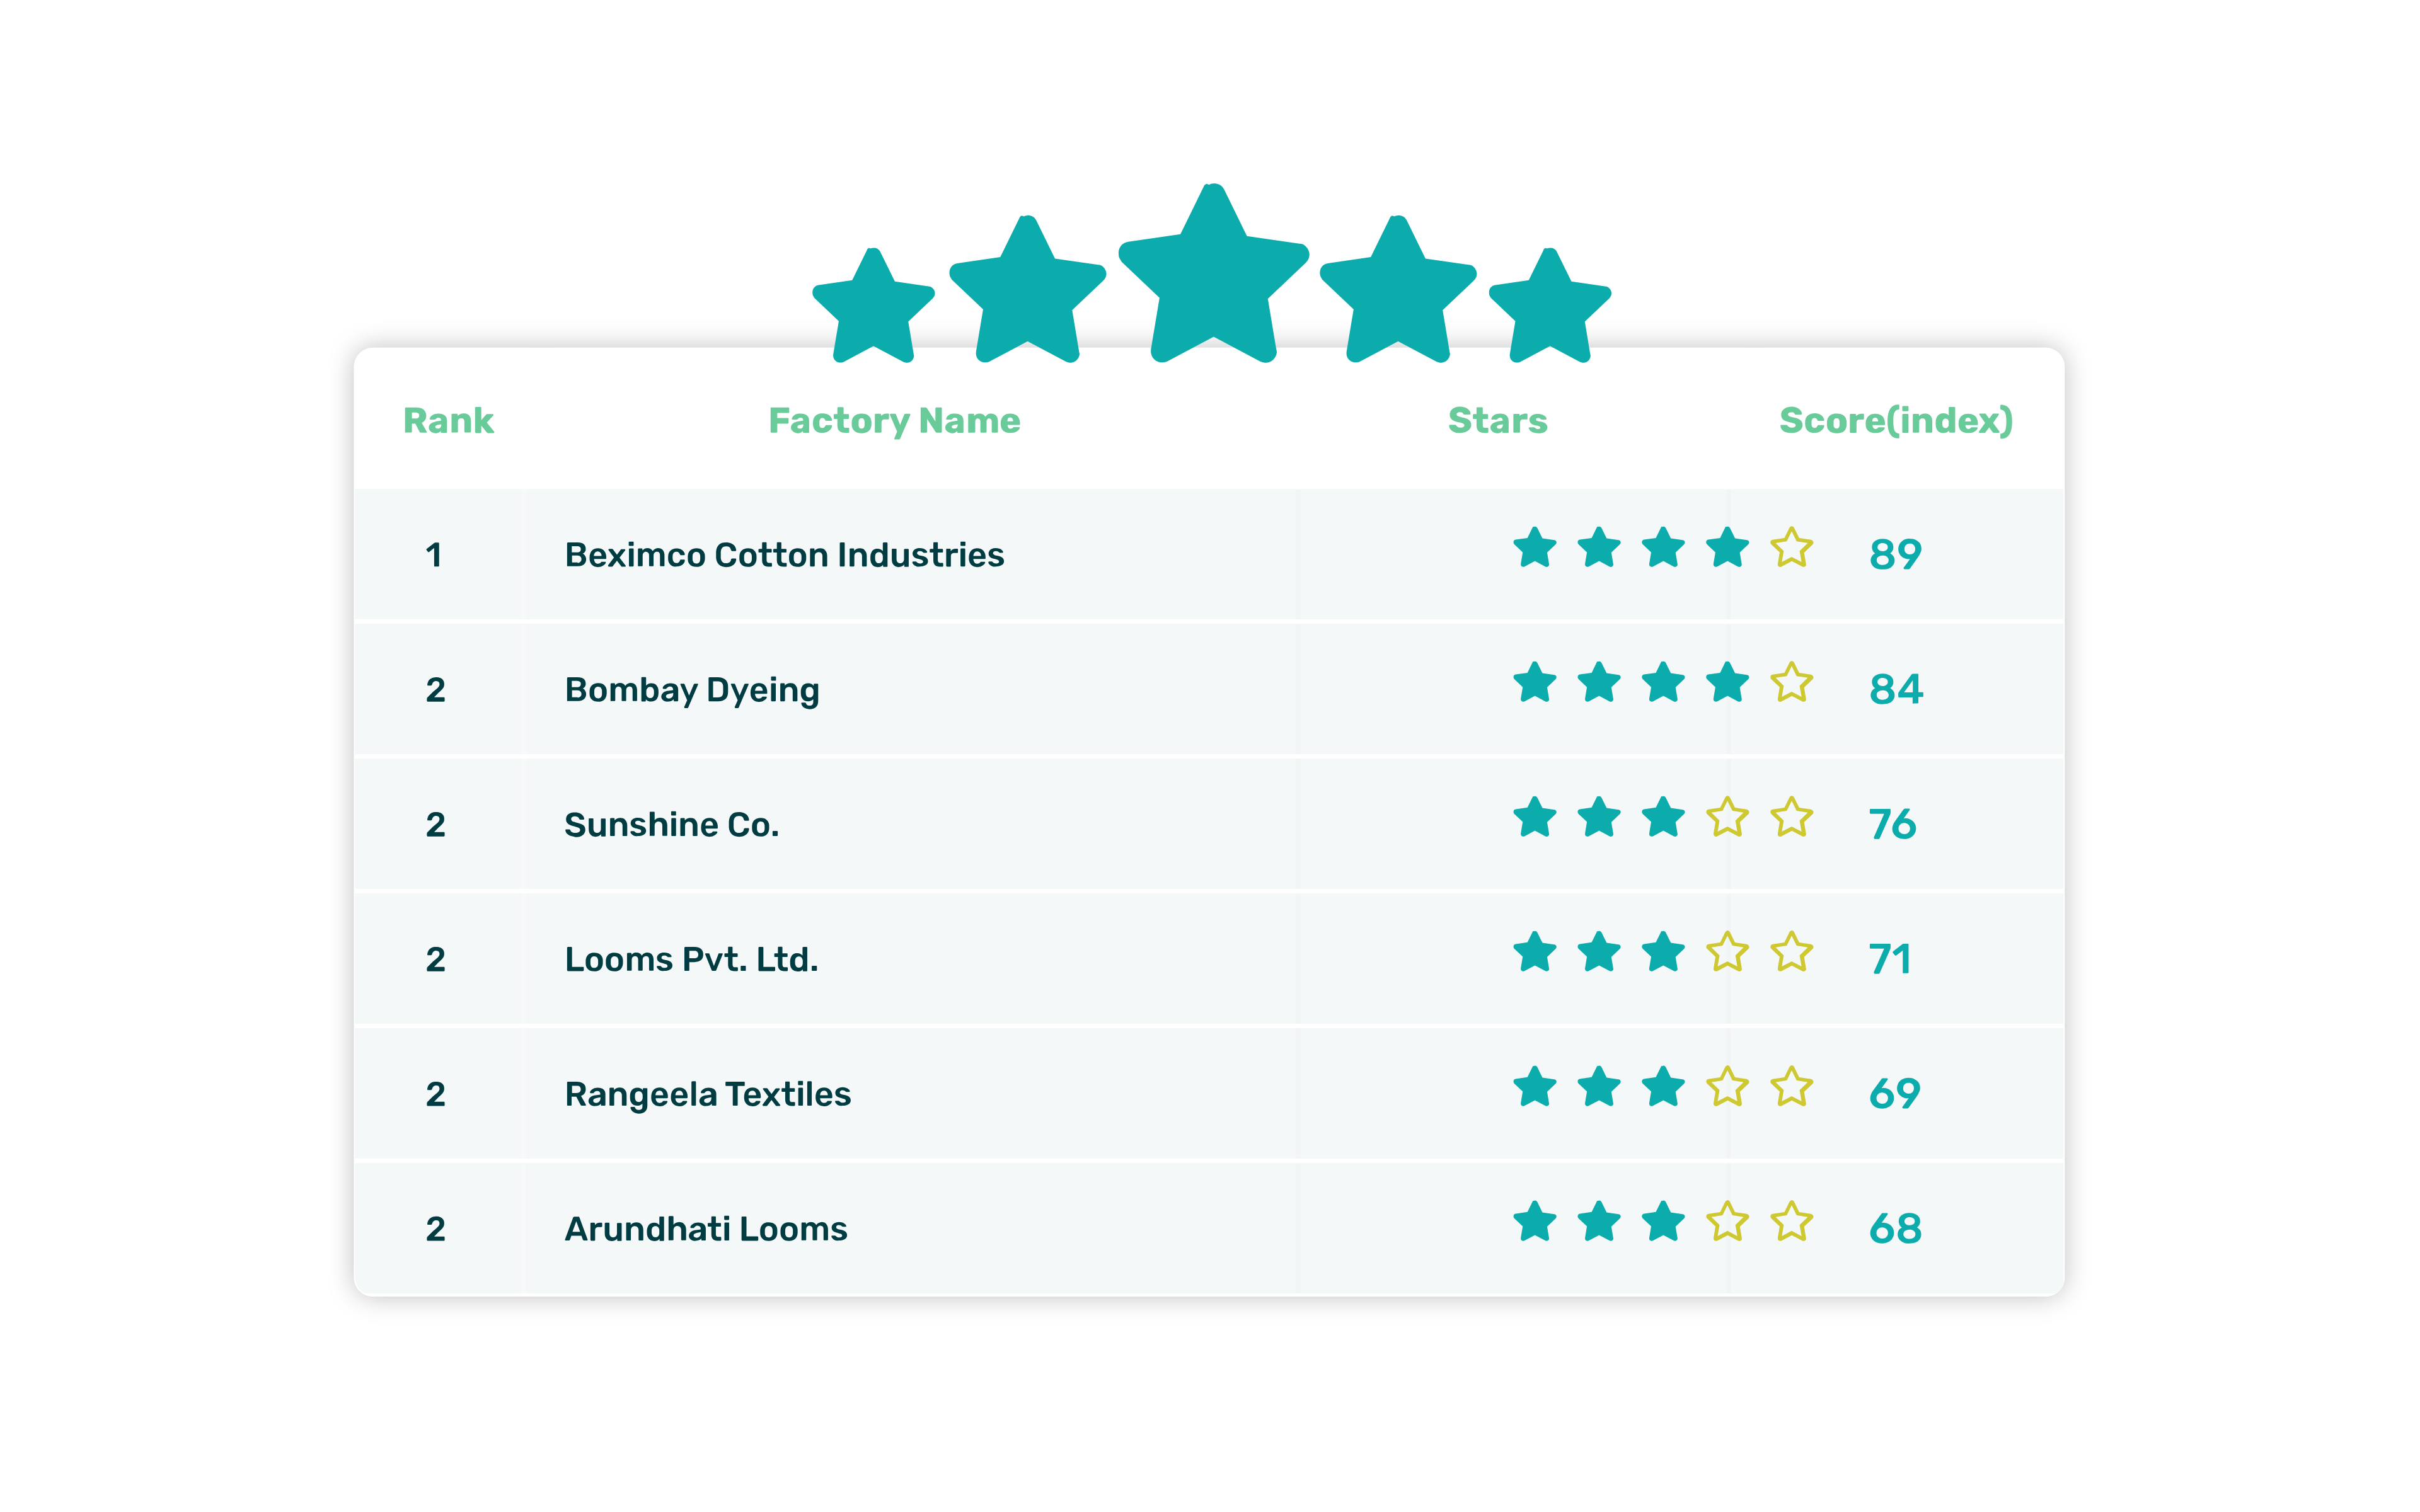 Rank Factory Name Stars Score(index)
1 Beximco Cotton Industries 89
2 Bombay Dyeing 84
2 Sunshine Co. 76
2 Looms Pvt. Ltd. 71
2 Rangeela Textiles 69
2 Arundhati Looms 68